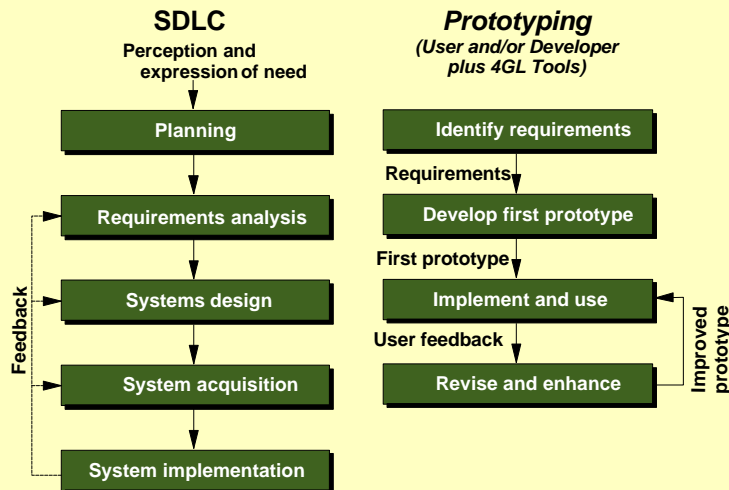 SDLC
Perception and
expression of need
Planning
Requirements analysis
Systems design
System acquisition
System implementation
Feedback
Prototyping
(User and/or Developer
plus 4GL Tools)
Identify requirements
Requirements
Develop first prototype
First prototype
Implement and use
User feedback
Revise and enhance
Improved
prototype